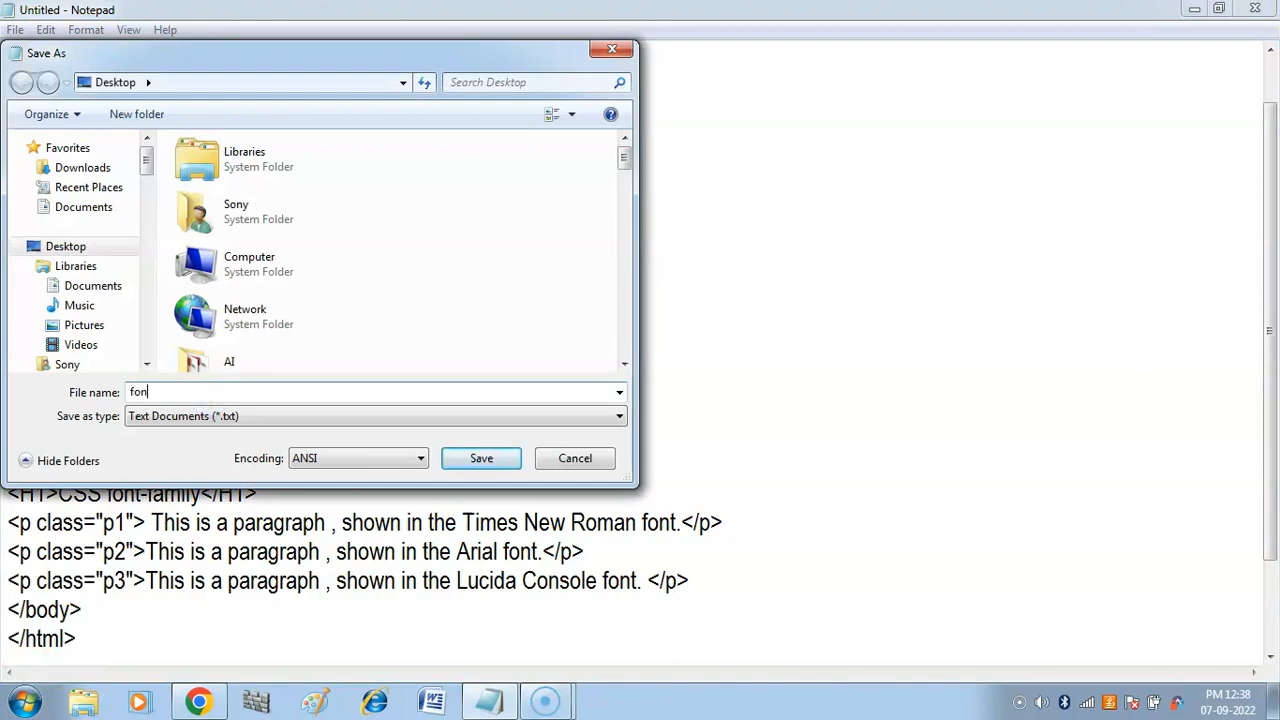 Untitled - Notepad
File Edit Format View Help
Save As
Desktop
Search Desktop
Organize New folder
Favorites
Downloads
Recent Places
Documents
Desktop
Libraries
Documents
Music
Pictures
Videos
Sony
Libraries
System Folder
Sony
System Folder
Computer
System Folder
Network
System Folder
AI
File name: fon
Save as type: Text Documents (*.txt)
Hide Folders Encoding: ANSI Save Cancel
<H1>CSS font-family</H1>
<p class="p1"> This is a paragraph , shown in the Times New Roman font.</p>
<p class="p2">This is a paragraph , shown in the Arial font.</p>
<p class="p3">This is a paragraph , shown in the Lucida Console font. </p>
</body>
</html>
PM 12:38
07-09-2022